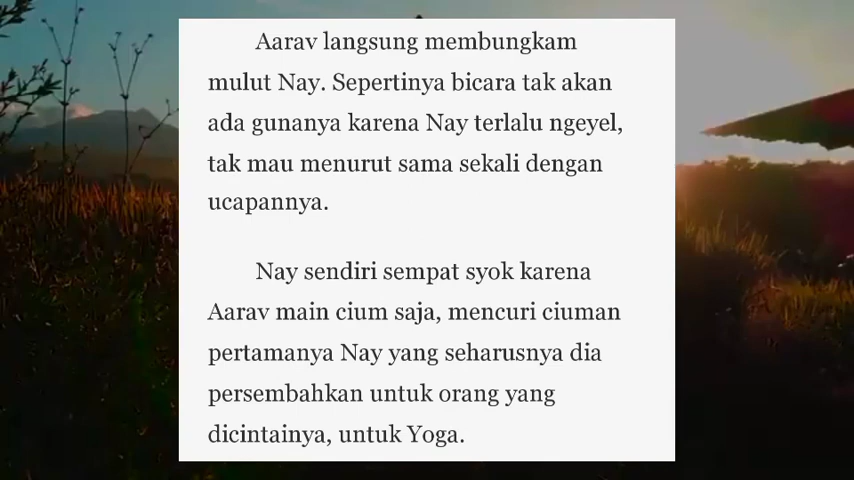 Aarav langsung membungkam
mulut Nay. Sepertinya bicara tak akan
ada gunanya karena Nay terlalu ngeyel,
tak mau menurut sama sekali dengan
ucapannya.
Nay sendiri sempat syok karena
Aarav main cium saja, mencuri ciuman
pertamanya Nay yang seharusnya dia
persembahkan untuk orang yang
dicintainya, untuk Yoga.